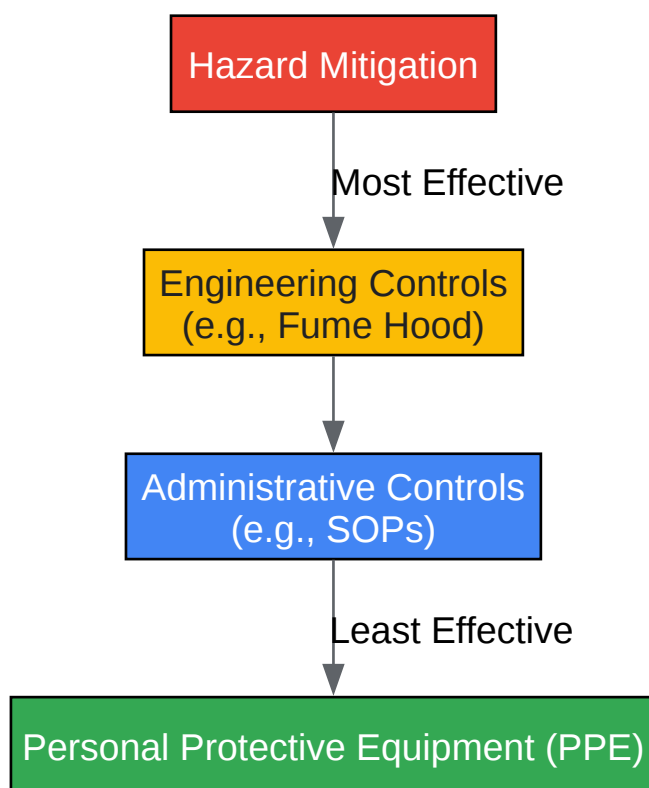 Hazard Mitigation
Most Effective
Engineering Controls
(e.g., Fume Hood)
Administrative Controls
(e.g., SOPs)
Least Effective
Personal Protective Equipment (PPE)